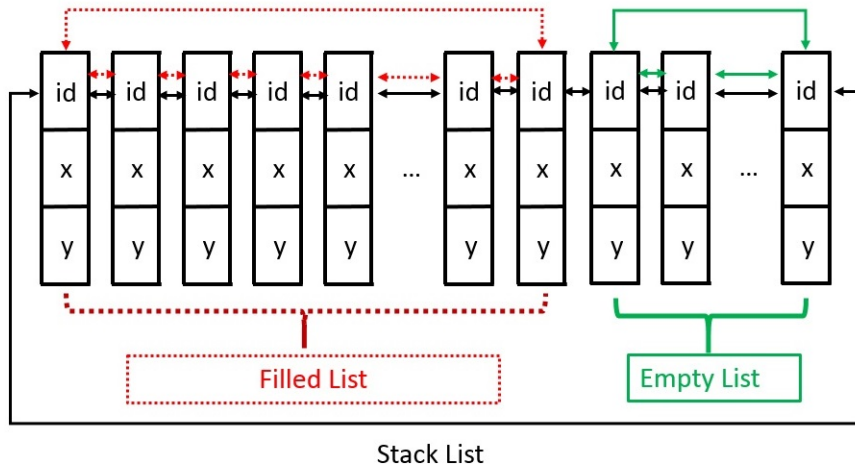 id id id id id id id id id id
x x x x x ... x x x x ... x
y y y y y y y y y y
Filled List
Empty List
Stack List